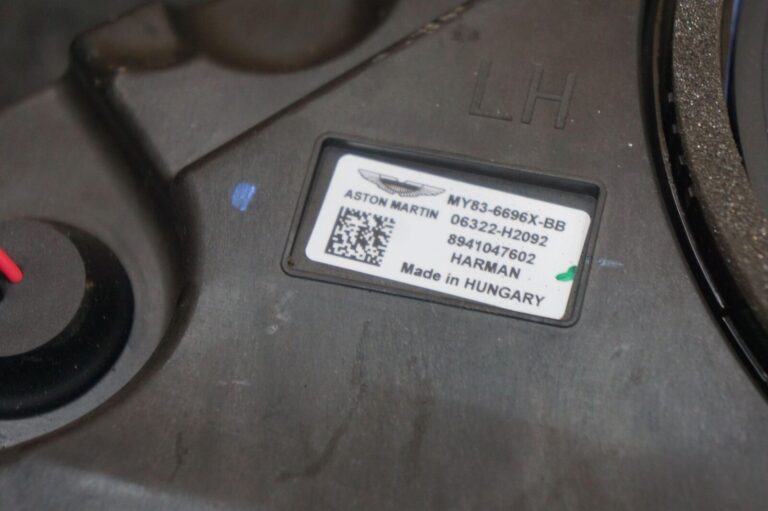 LH
ASTON MARTIN
MY83-6696X-BB
06322-H2092
8941047602
HARMAN
Made in HUNGARY